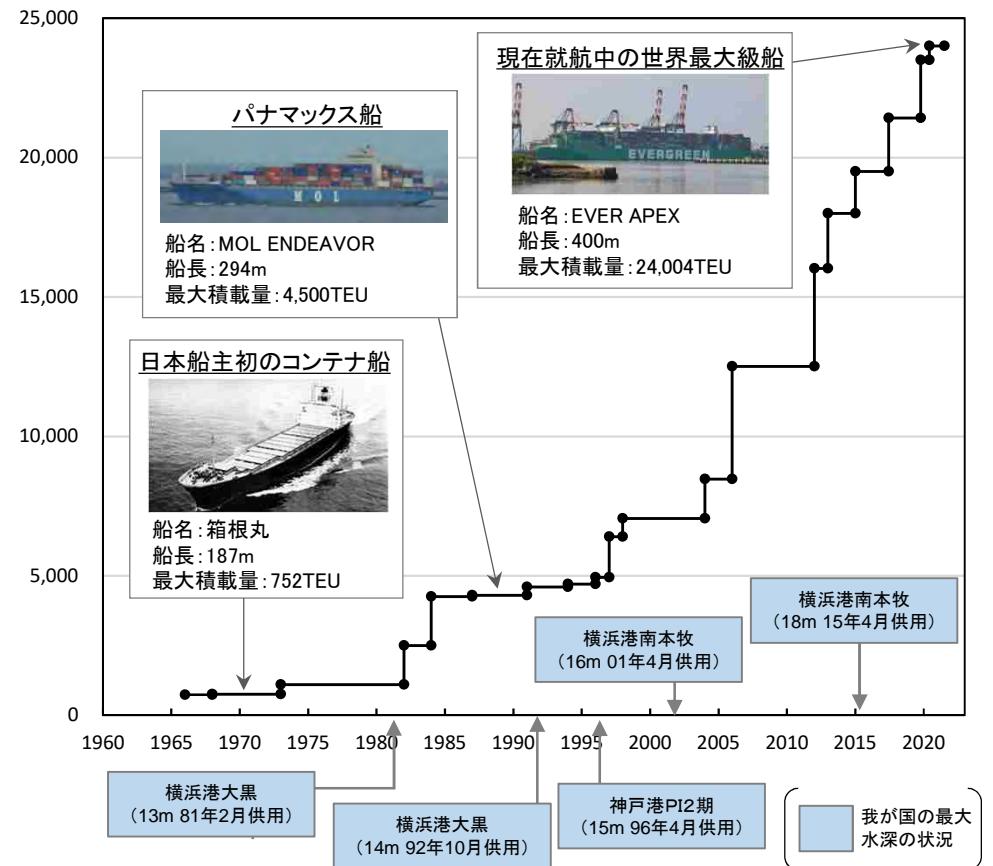 25,000
20,000
15,000
10,000
5,000
0
1960
1965
1970
1975
1980
1985
1990
1995
2000
2005
2010
2015
2020
現在就航中の世界最大級船
EVERGREEN
船名：EVER APEX
船長：400m
最大積載量：24,004TEU
パナマックス船
MOL
船名：MOL ENDEAVOR
船長：294m
最大積載量：4,500TEU
日本船主初のコンテナ船
船名：箱根丸
船長：187m
最大積載量：752TEU
横浜港南本牧
（18m 15年4月供用）
横浜港南本牧
（16m 01年4月供用）
横浜港大黒
（13m 81年2月供用）
横浜港大黒
（14m 92年10月供用）
神戸港PI2期
（15m 96年4月供用）
我が国の最大
水深の状況